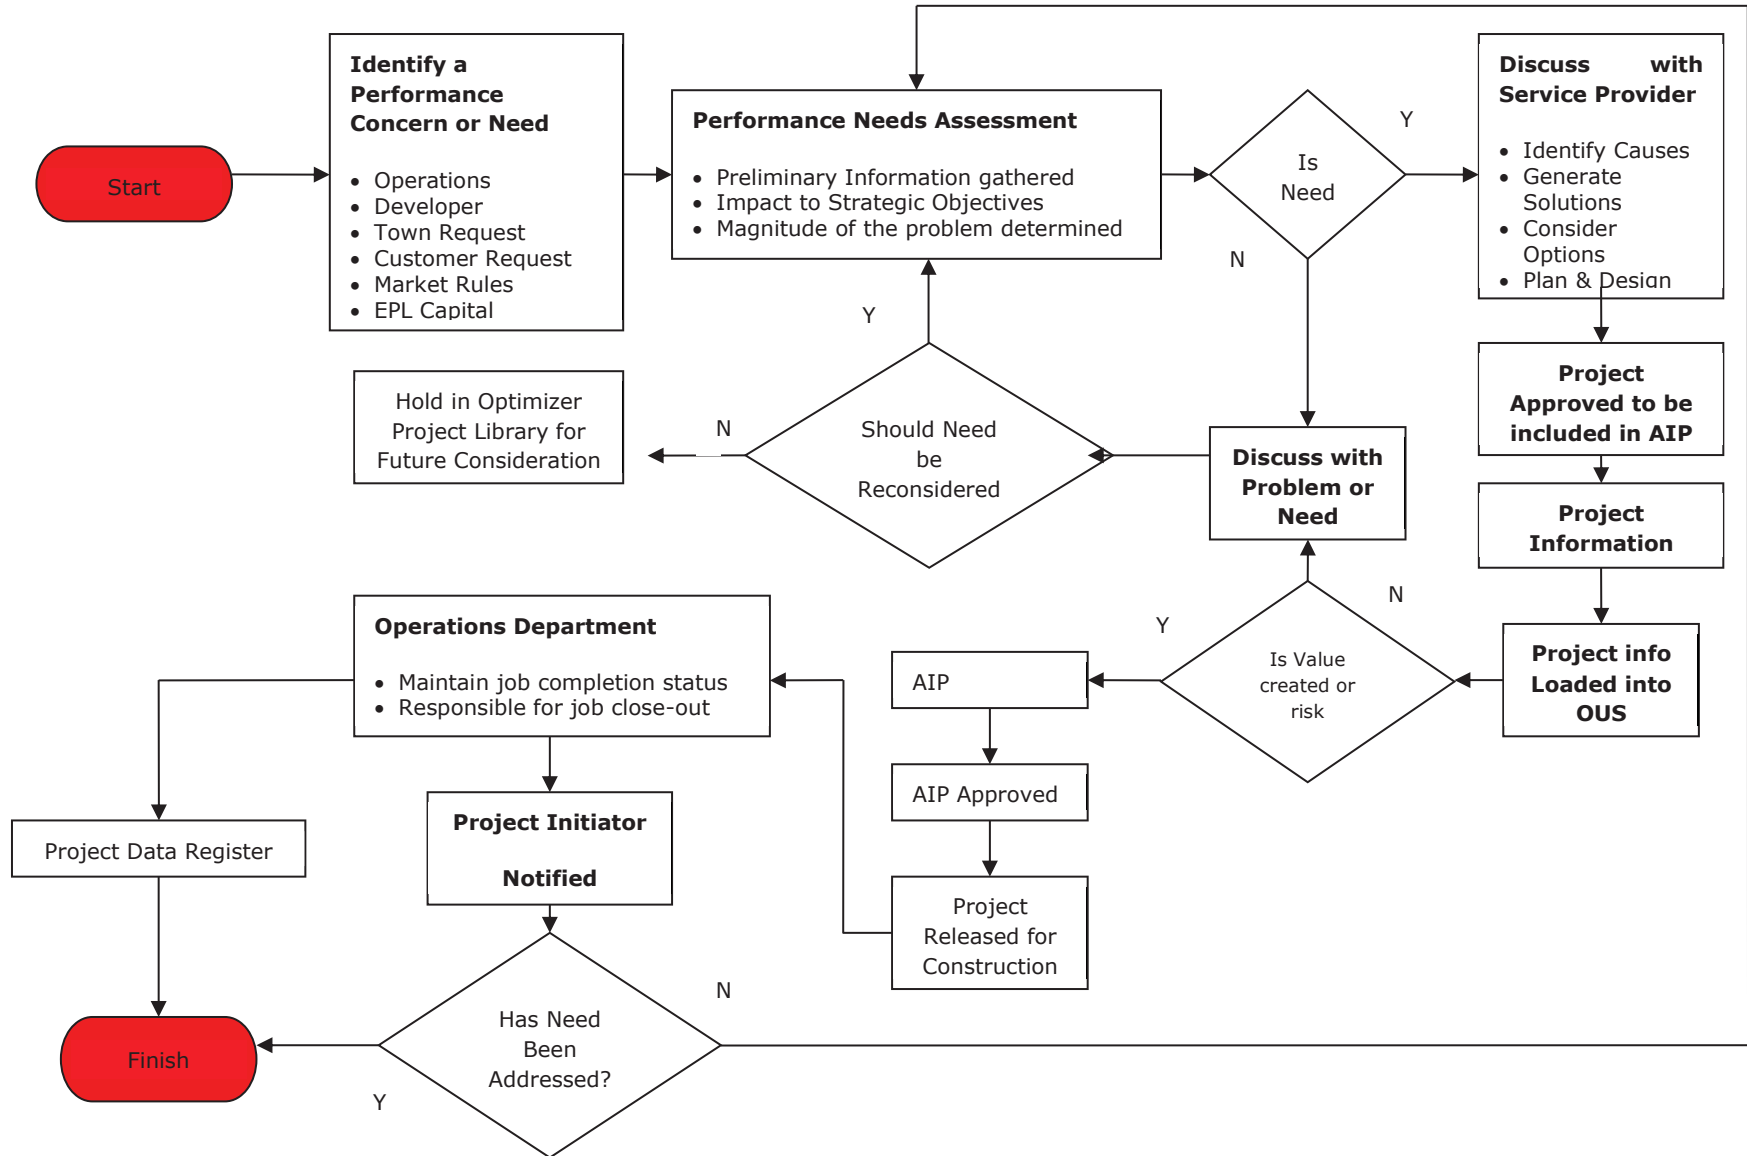 Start
Identify a
Performance
Concern or Need
• Operations
• Developer
• Town Request
• Customer Request
• Market Rules
• EPL Capital
Performance Needs Assessment
• Preliminary Information gathered
• Impact to Strategic Objectives
• Magnitude of the problem determined
Is
Need
Y
N
Discuss with
Service Provider
• Identify Causes
• Generate
Solutions
• Consider
Options
• Plan & Design
Project
Approved to be
included in AIP
Project
Information
Project info
Loaded into
OUS
Is Value
created or
risk
N
Y
Discuss with
Problem or
Need
Should Need
be
Reconsidered
Y
N
Hold in Optimizer
Project Library for
Future Consideration
AIP
AIP Approved
Project
Released for
Construction
Operations Department
• Maintain job completion status
• Responsible for job close-out
Project Initiator
Notified
Project Data Register
Has Need
Been
Addressed?
N
Y
Finish